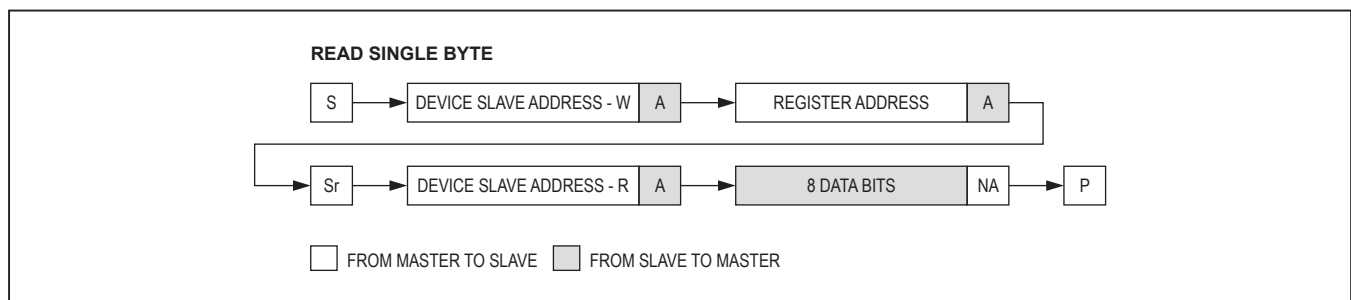 READ SINGLE BYTE
S DEVICE SLAVE ADDRESS - W A REGISTER ADDRESS A
Sr DEVICE SLAVE ADDRESS - R A 8 DATA BITS NA P
FROM MASTER TO SLAVE FROM SLAVE TO MASTER